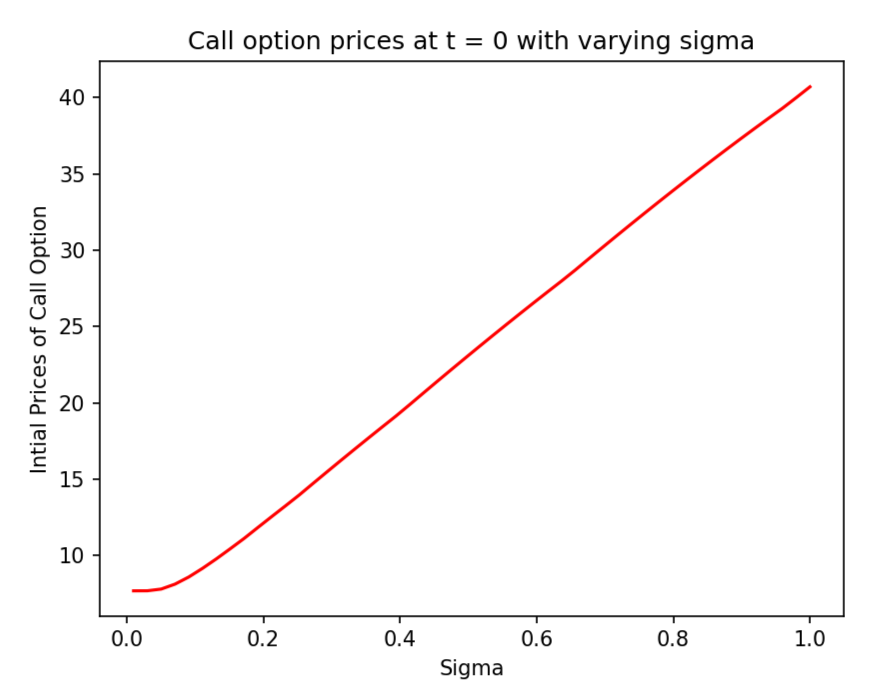 Call option prices at t = 0 with varying sigma
Intial Prices of Call Option
40
35
30
25
20
15
10
0.0 0.2 0.4 0.6 0.8 1.0
Sigma